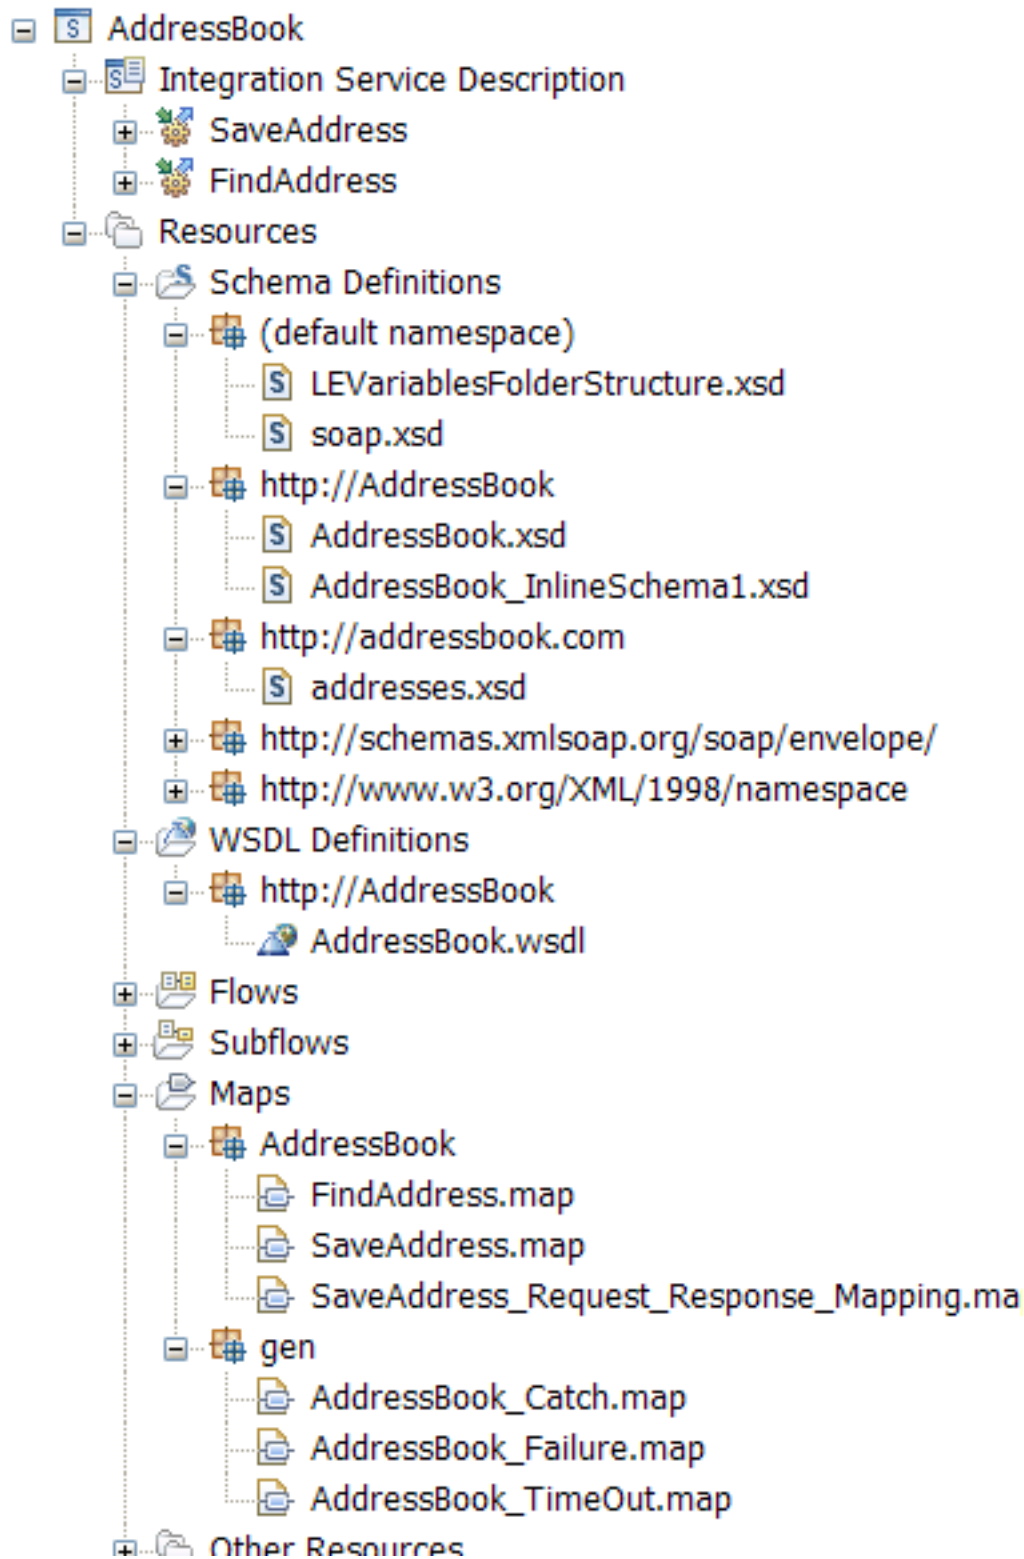 AddressBook
Integration Service Description
SaveAddress
FindAddress
Resources
Schema Definitions
(default namespace)
LEVariablesFolderStructure.xsd
soap.xsd
http://AddressBook
AddressBook.xsd
AddressBook_InlineSchema1.xsd
http://addressbook.com
addresses.xsd
http://schemas.xmlsoap.org/soap/envelope/
http://www.w3.org/XML/1998/namespace
WSDL Definitions
http://AddressBook
AddressBook.wsdl
Flows
Subflows
Maps
AddressBook
FindAddress.map
SaveAddress.map
SaveAddress_Request_Response_Mapping.ma
gen
AddressBook_Catch.map
AddressBook_Failure.map
AddressBook_TimeOut.map
Other Resources